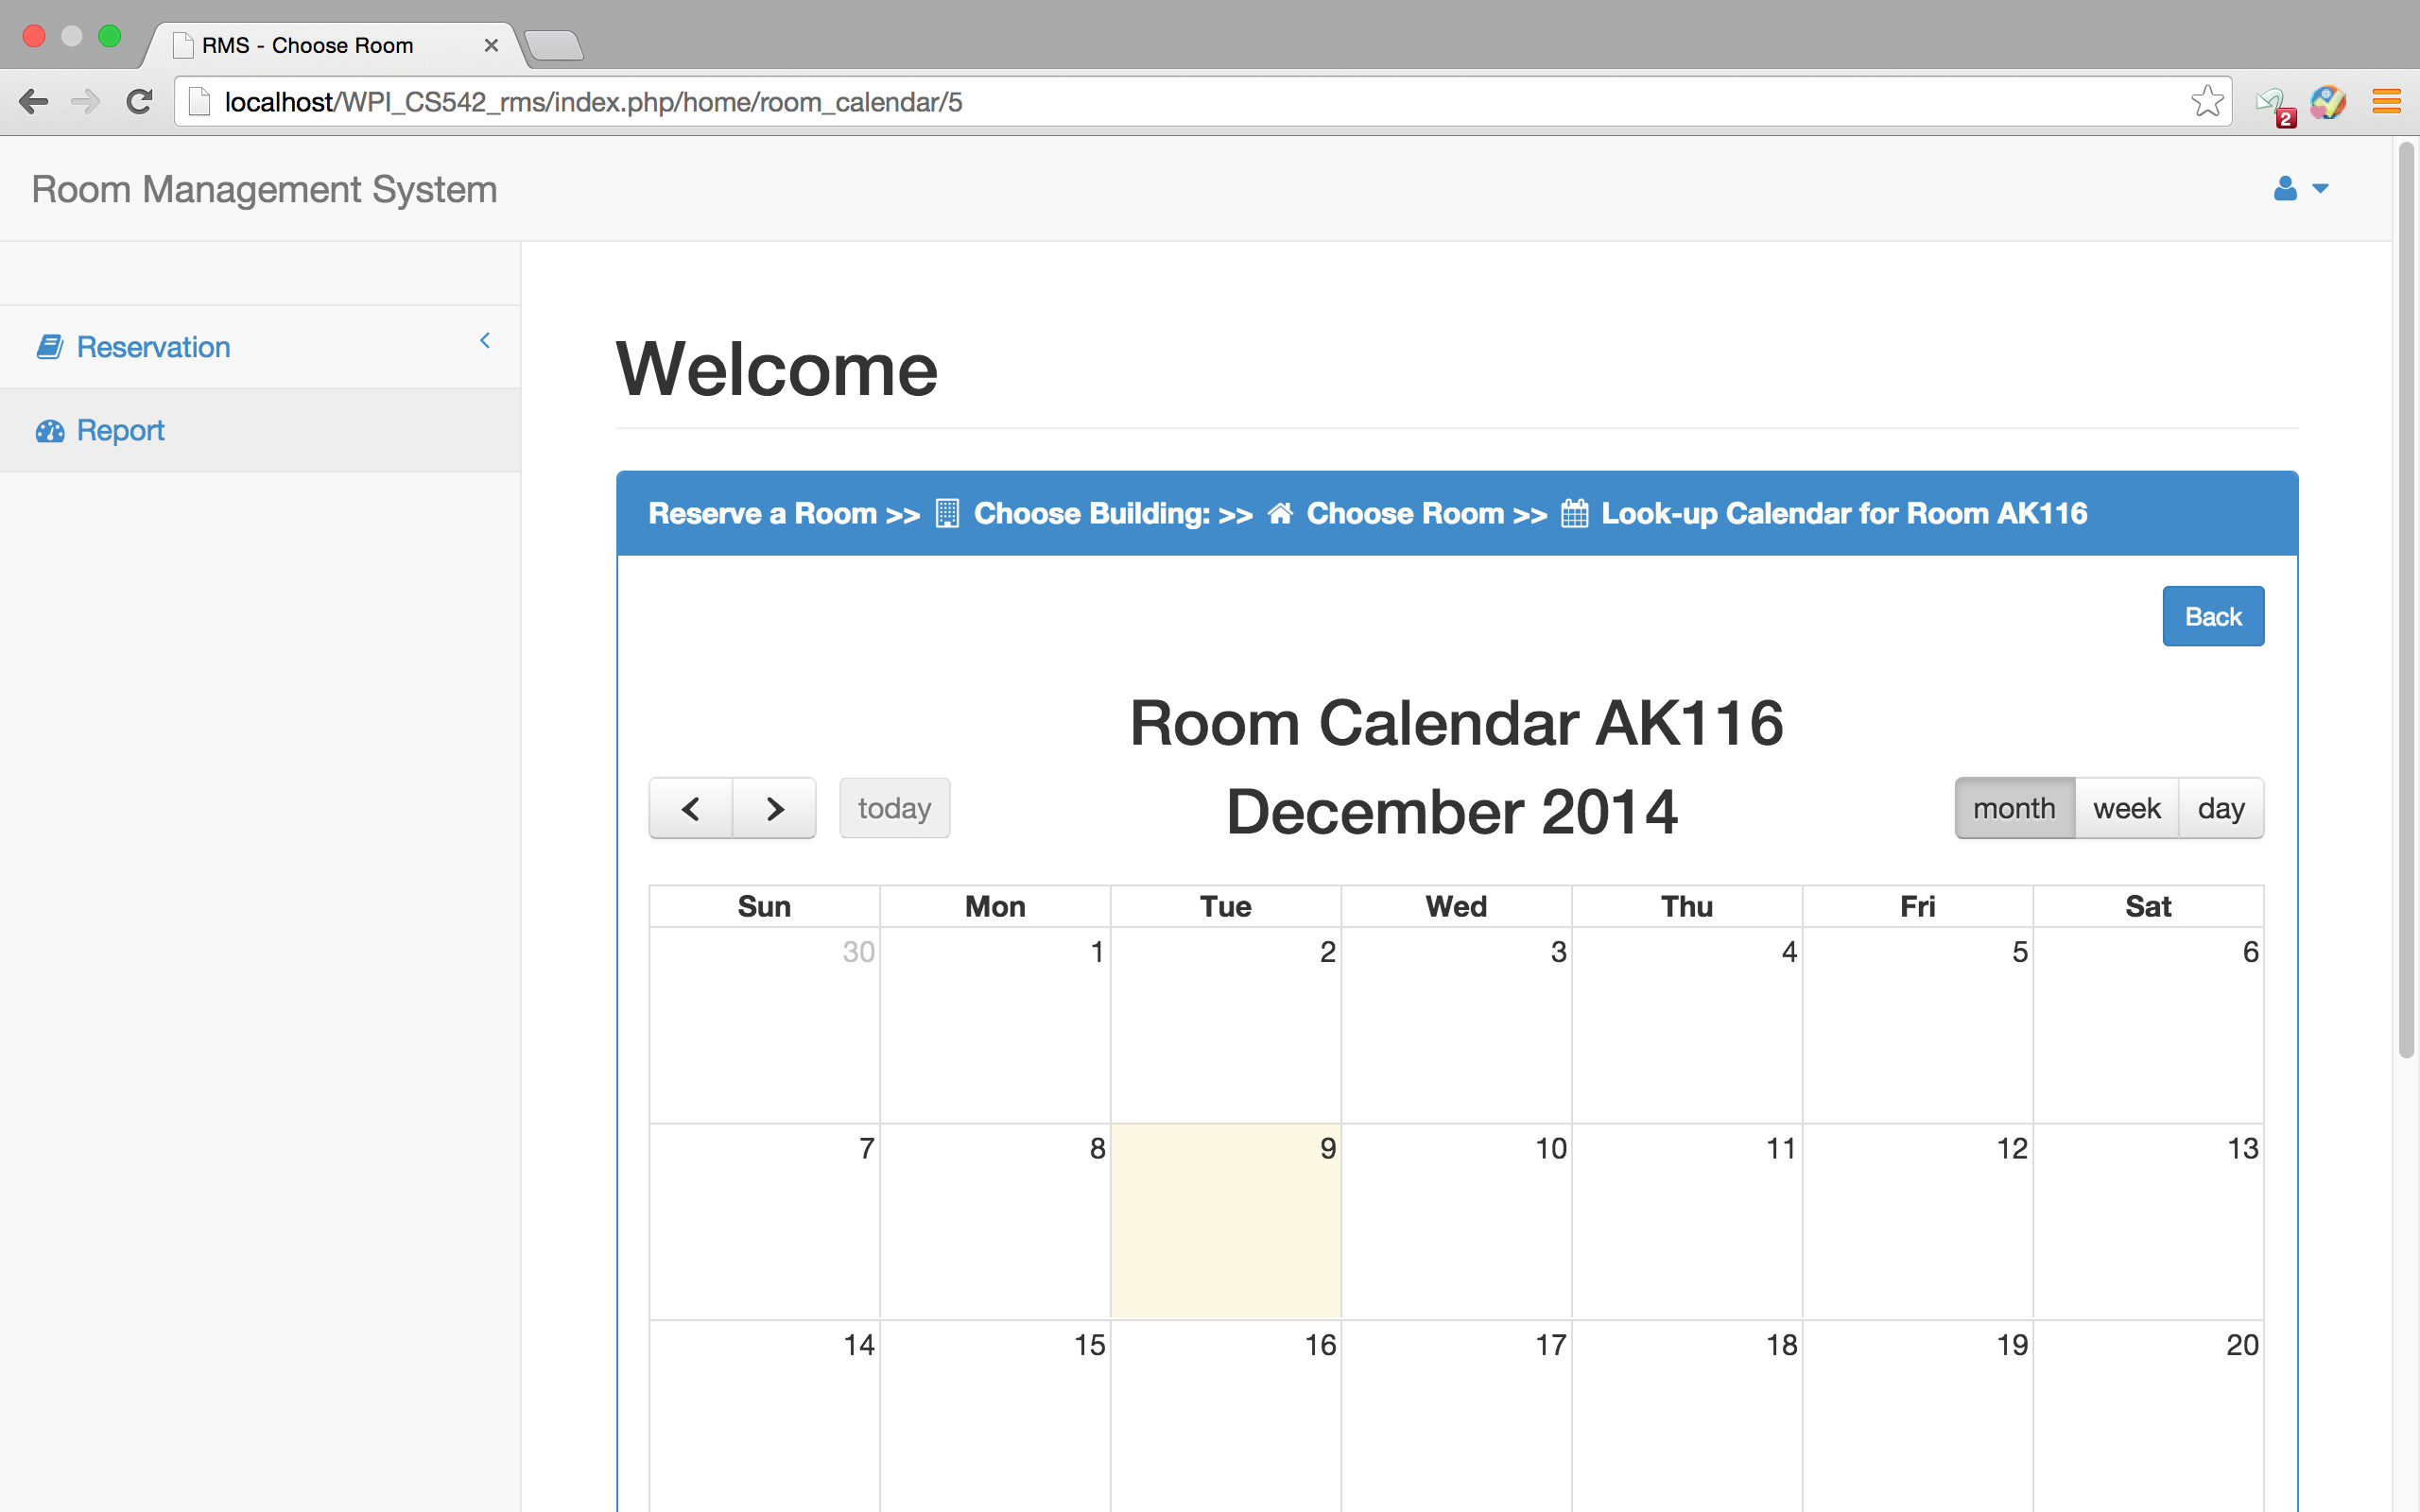 RMS - Choose Room
localhost/WPI_CS542_rms/index.php/home/room_calendar/5
2
Room Management System
Reservation
Report
Welcome
Reserve a Room >> Choose Building: >> Choose Room >> Look-up Calendar for Room AK116
Back
Room Calendar AK116
today December 2014 month week day
Sun Mon Tue Wed Thu Fri Sat
30 1 2 3 4 5 6
7 8 9 10 11 12 13
14 15 16 17 18 19 20